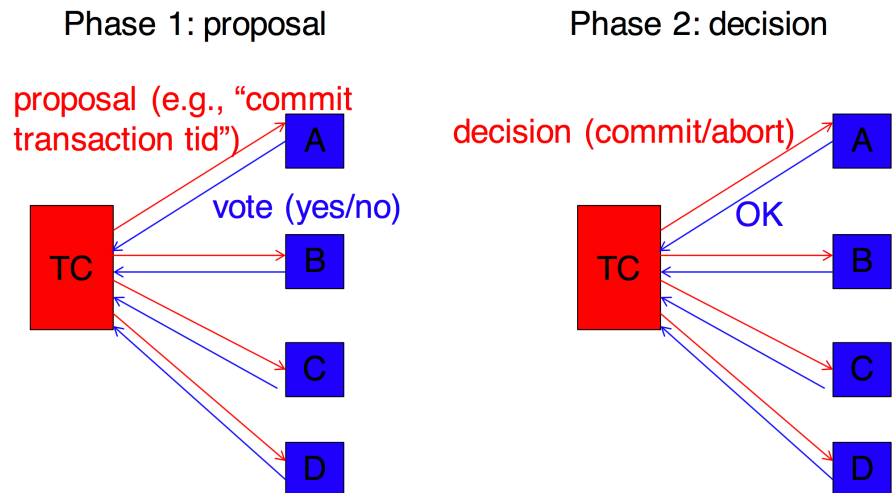 Phase 1: proposal
proposal (e.g., “commit
transaction tid”)
A
vote (yes/no)
TC
B
C
D
Phase 2: decision
decision (commit/abort)
A
OK
TC
B
C
D